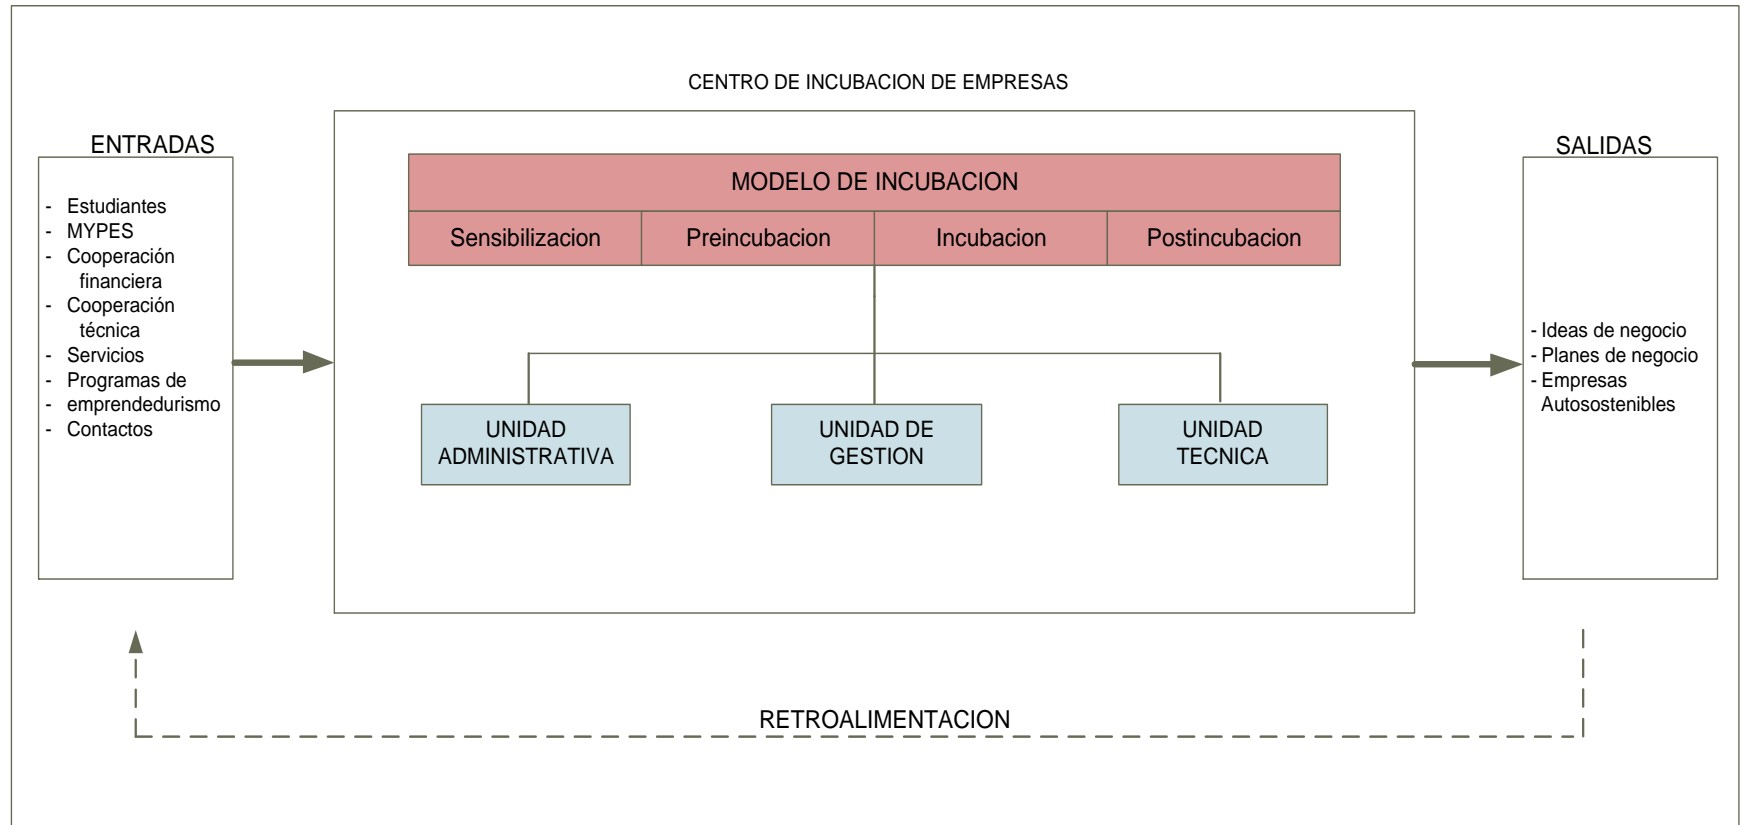 CENTRO DE INCUBACION DE EMPRESAS
ENTRADAS
- Estudiantes
- MYPES
- Cooperación
financiera
- Cooperación
técnica
- Servicios
- Programas de
- emprendedurismo
- Contactos
MODELO DE INCUBACION
Sensibilizacion
Preincubacion
Incubacion
Postincubacion
UNIDAD
ADMINISTRATIVA
UNIDAD DE
GESTION
UNIDAD
TECNICA
SALIDAS
- Ideas de negocio
- Planes de negocio
- Empresas
Autosostenibles
RETROALIMENTACION